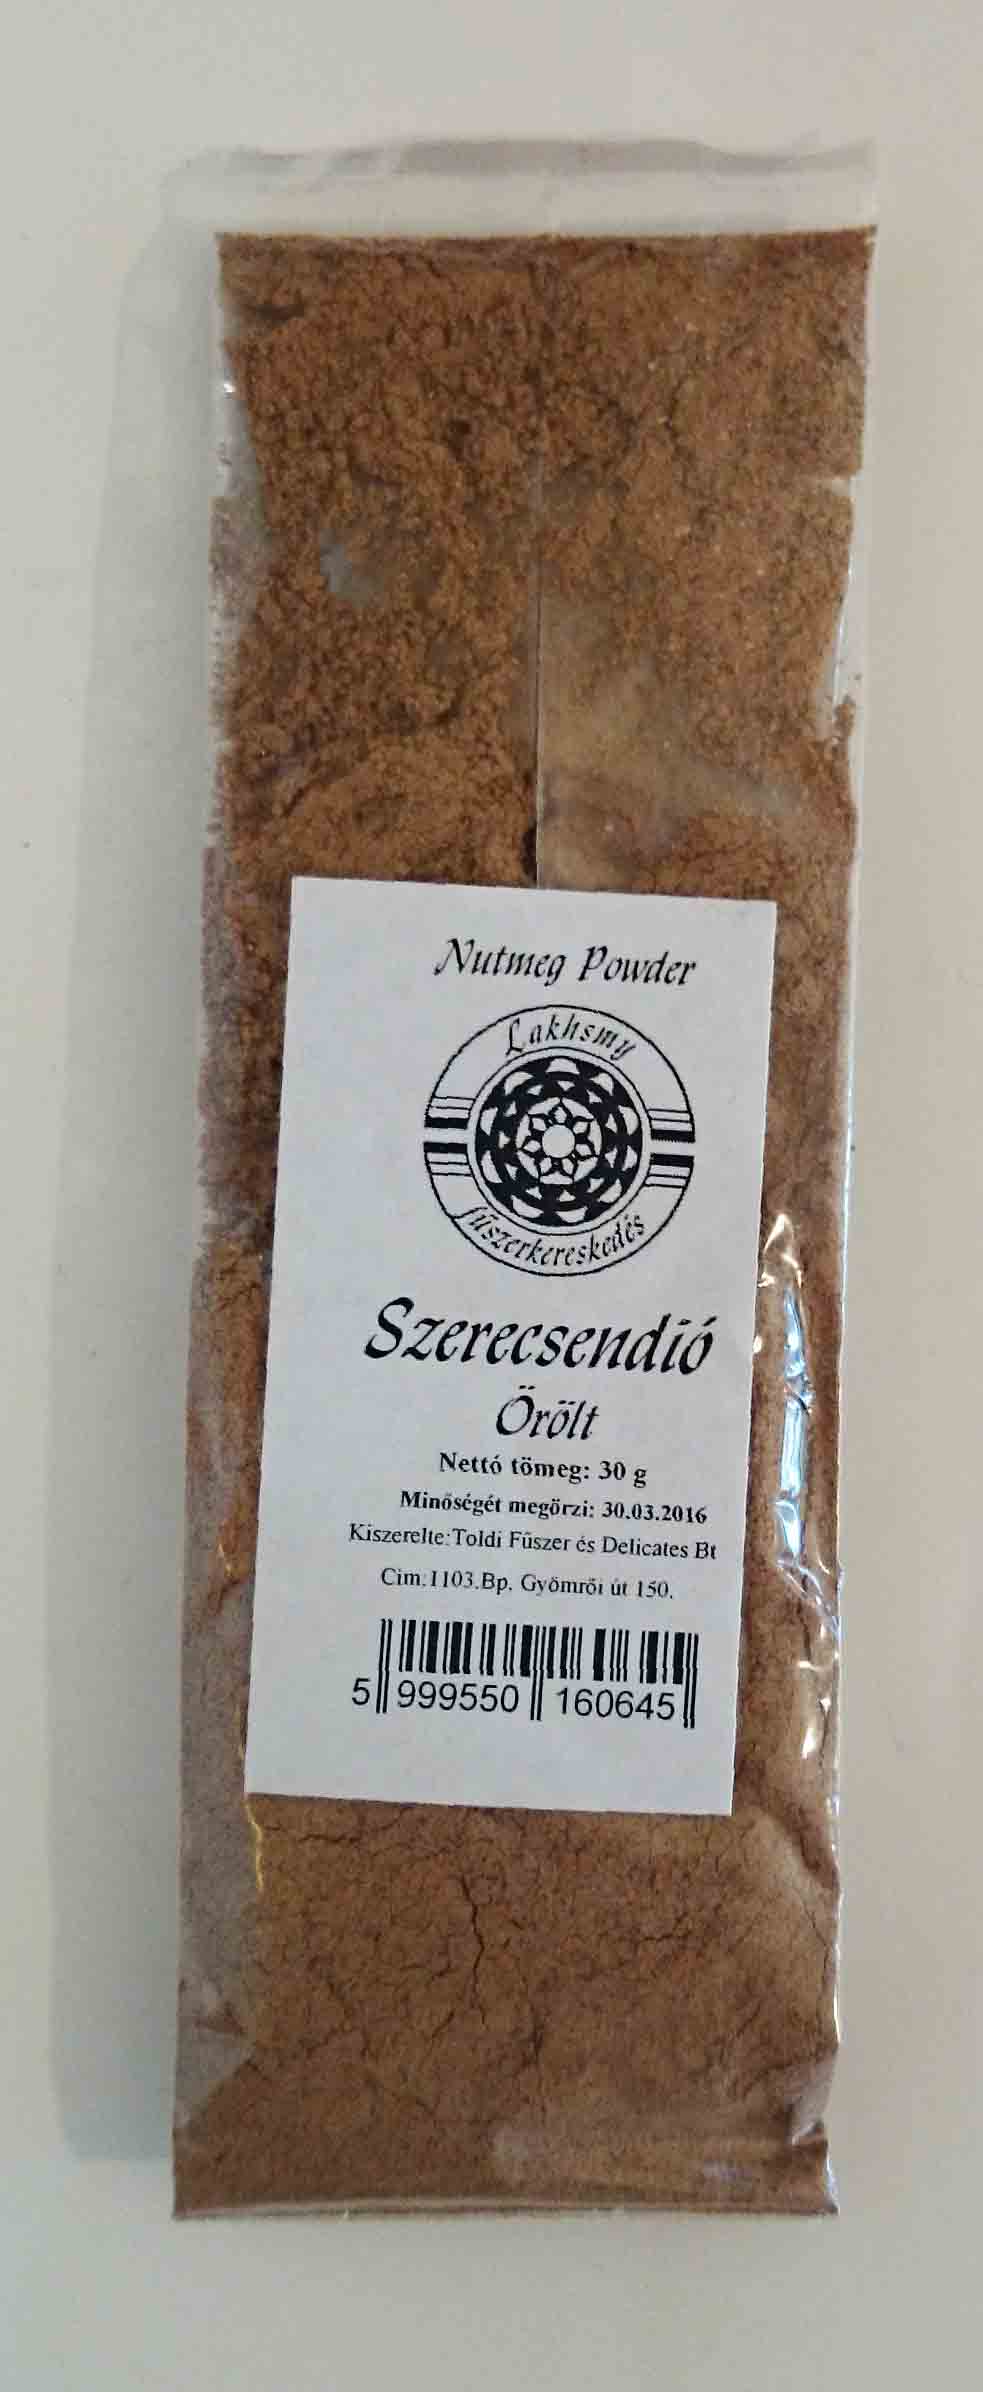 Nutmeg Powder
Lakhsmy
fűszerkereskedés
Szerecsendió
Őrölt
Nettó tömeg: 30 g
Minőségét megőrzi: 30.03.2016
Kiszerelte:Toldi Fűszer és Delicates Bt
Cim:1103.Bp. Gyömrői út 150.
5 999550 160645